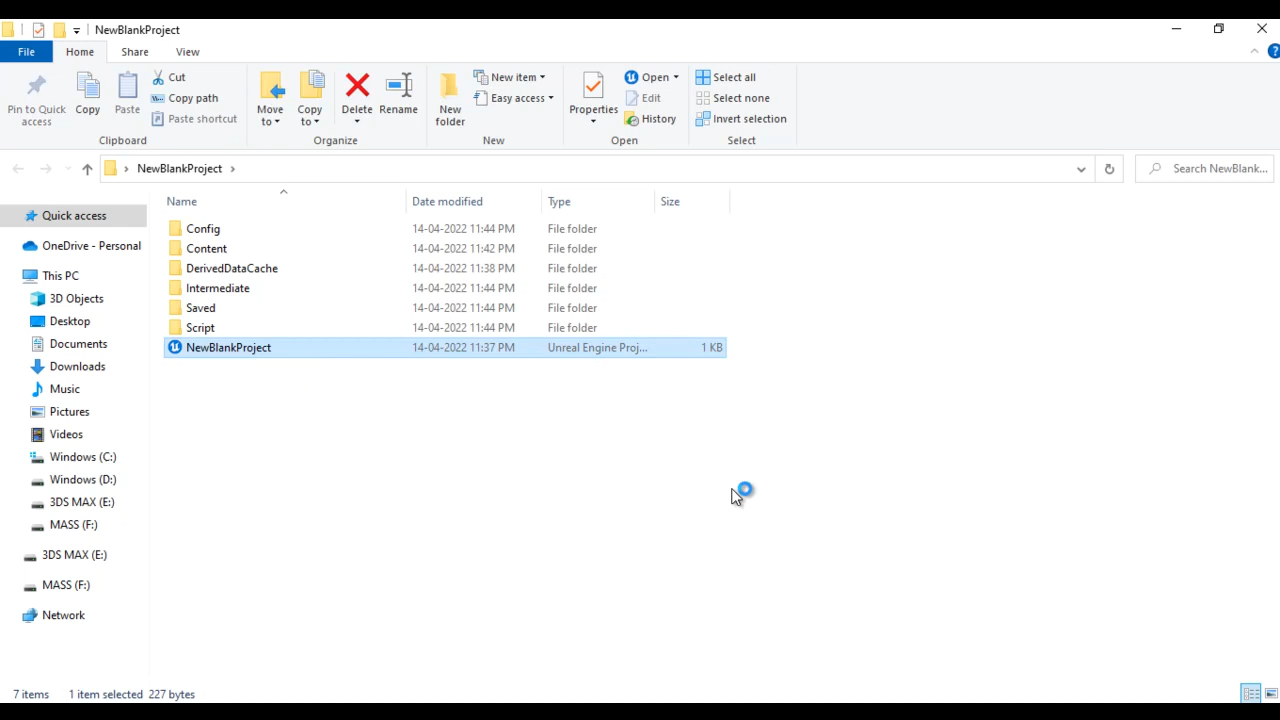 NewBlankProject
File Home Share View
Pin to Quick access
Copy
Paste
Cut
Copy path
Paste shortcut
Clipboard
Move to
Copy to
Delete
Rename
Organize
New folder
New item
Easy access
New
Properties
Open
Edit
History
Open
Select all
Select none
Invert selection
Select
NewBlankProject
Search NewBlank...
Name Date modified Type Size
Quick access
OneDrive - Personal
This PC
3D Objects
Desktop
Documents
Downloads
Music
Pictures
Videos
Windows (C:)
Windows (D:)
3DS MAX (E:)
MASS (F:)
3DS MAX (E:)
MASS (F:)
Network
Config 14-04-2022 11:44 PM File folder
Content 14-04-2022 11:42 PM File folder
DerivedDataCache 14-04-2022 11:38 PM File folder
Intermediate 14-04-2022 11:44 PM File folder
Saved 14-04-2022 11:44 PM File folder
Script 14-04-2022 11:44 PM File folder
NewBlankProject 14-04-2022 11:37 PM Unreal Engine Proj... 1 KB
7 items 1 item selected 227 bytes